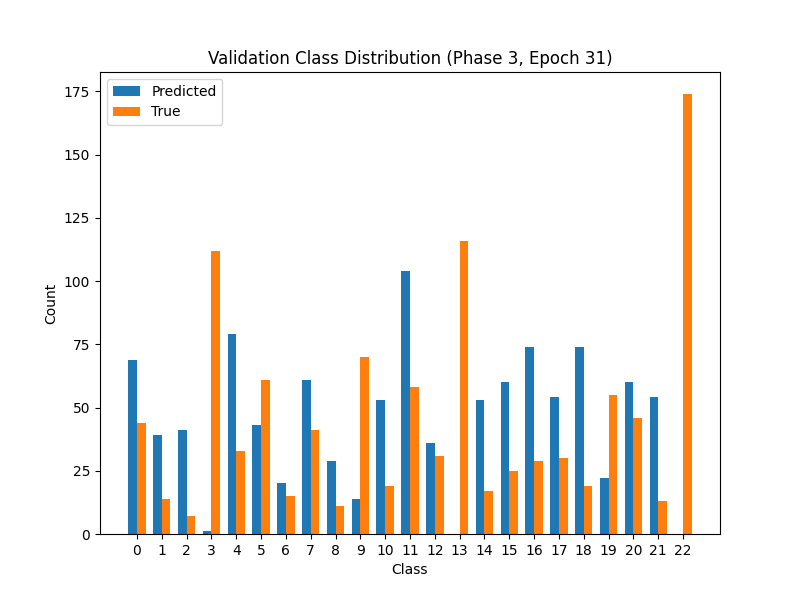 Validation Class Distribution (Phase 3, Epoch 31)
Predicted
True
175
150
125
100
75
50
25
0
Count
0 1 2 3 4 5 6 7 8 9 10 11 12 13 14 15 16 17 18 19 20 21 22
Class